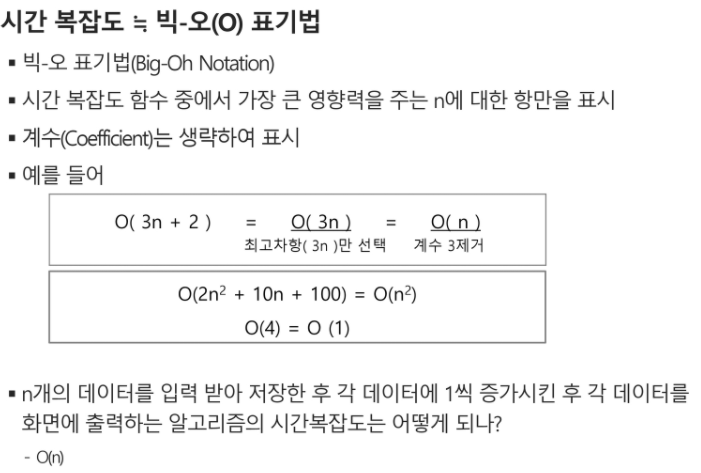 시간 복잡도 ≒ 빅-오(O) 표기법
▪ 빅-오 표기법(Big-Oh Notation)
▪ 시간 복잡도 함수 중에서 가장 큰 영향력을 주는 n에 대한 항만을 표시
▪ 계수(Coefficient)는 생략하여 표시
▪ 예를 들어
O( 3n + 2 ) = O( 3n ) = O( n )
최고차항( 3n )만 선택 계수 3제거
O(2n² + 10n + 100) = O(n²)
O(4) = O (1)
▪ n개의 데이터를 입력 받아 저장한 후 각 데이터에 1씩 증가시킨 후 각 데이터를
화면에 출력하는 알고리즘의 시간복잡도는 어떻게 되나?
- O(n)